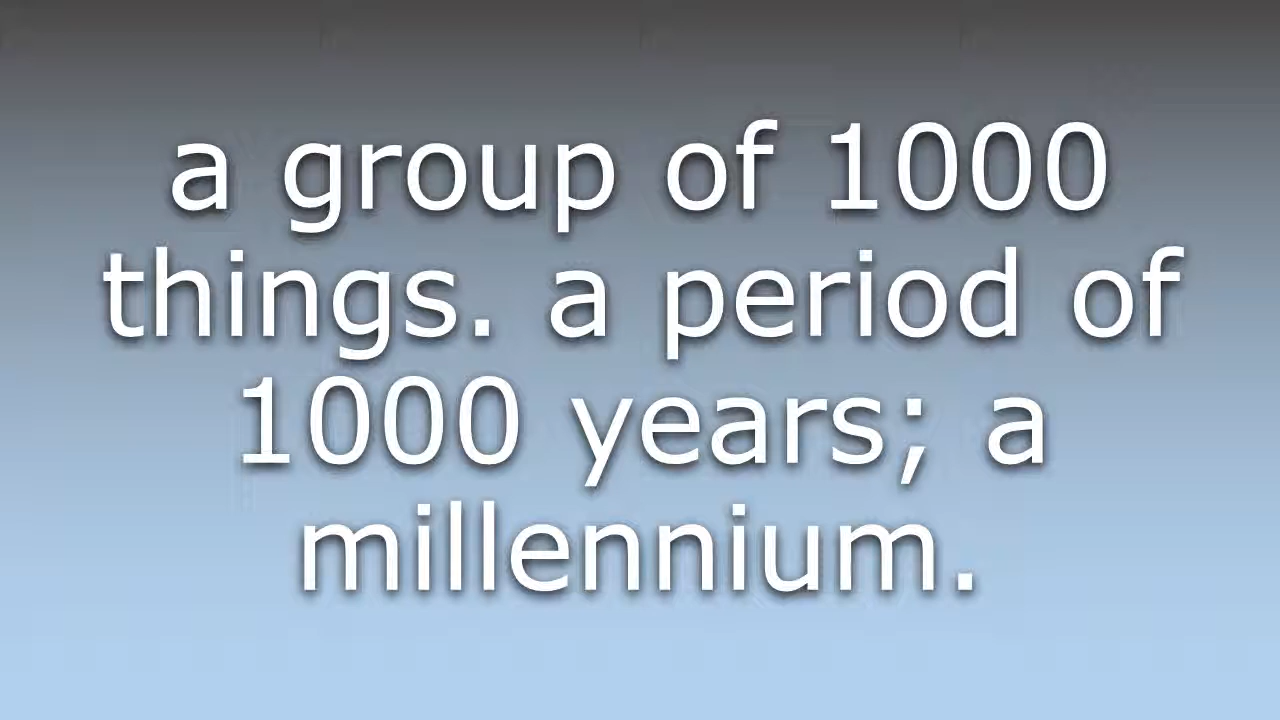 a group of 1000
things. a period of
1000 years; a
millennium.